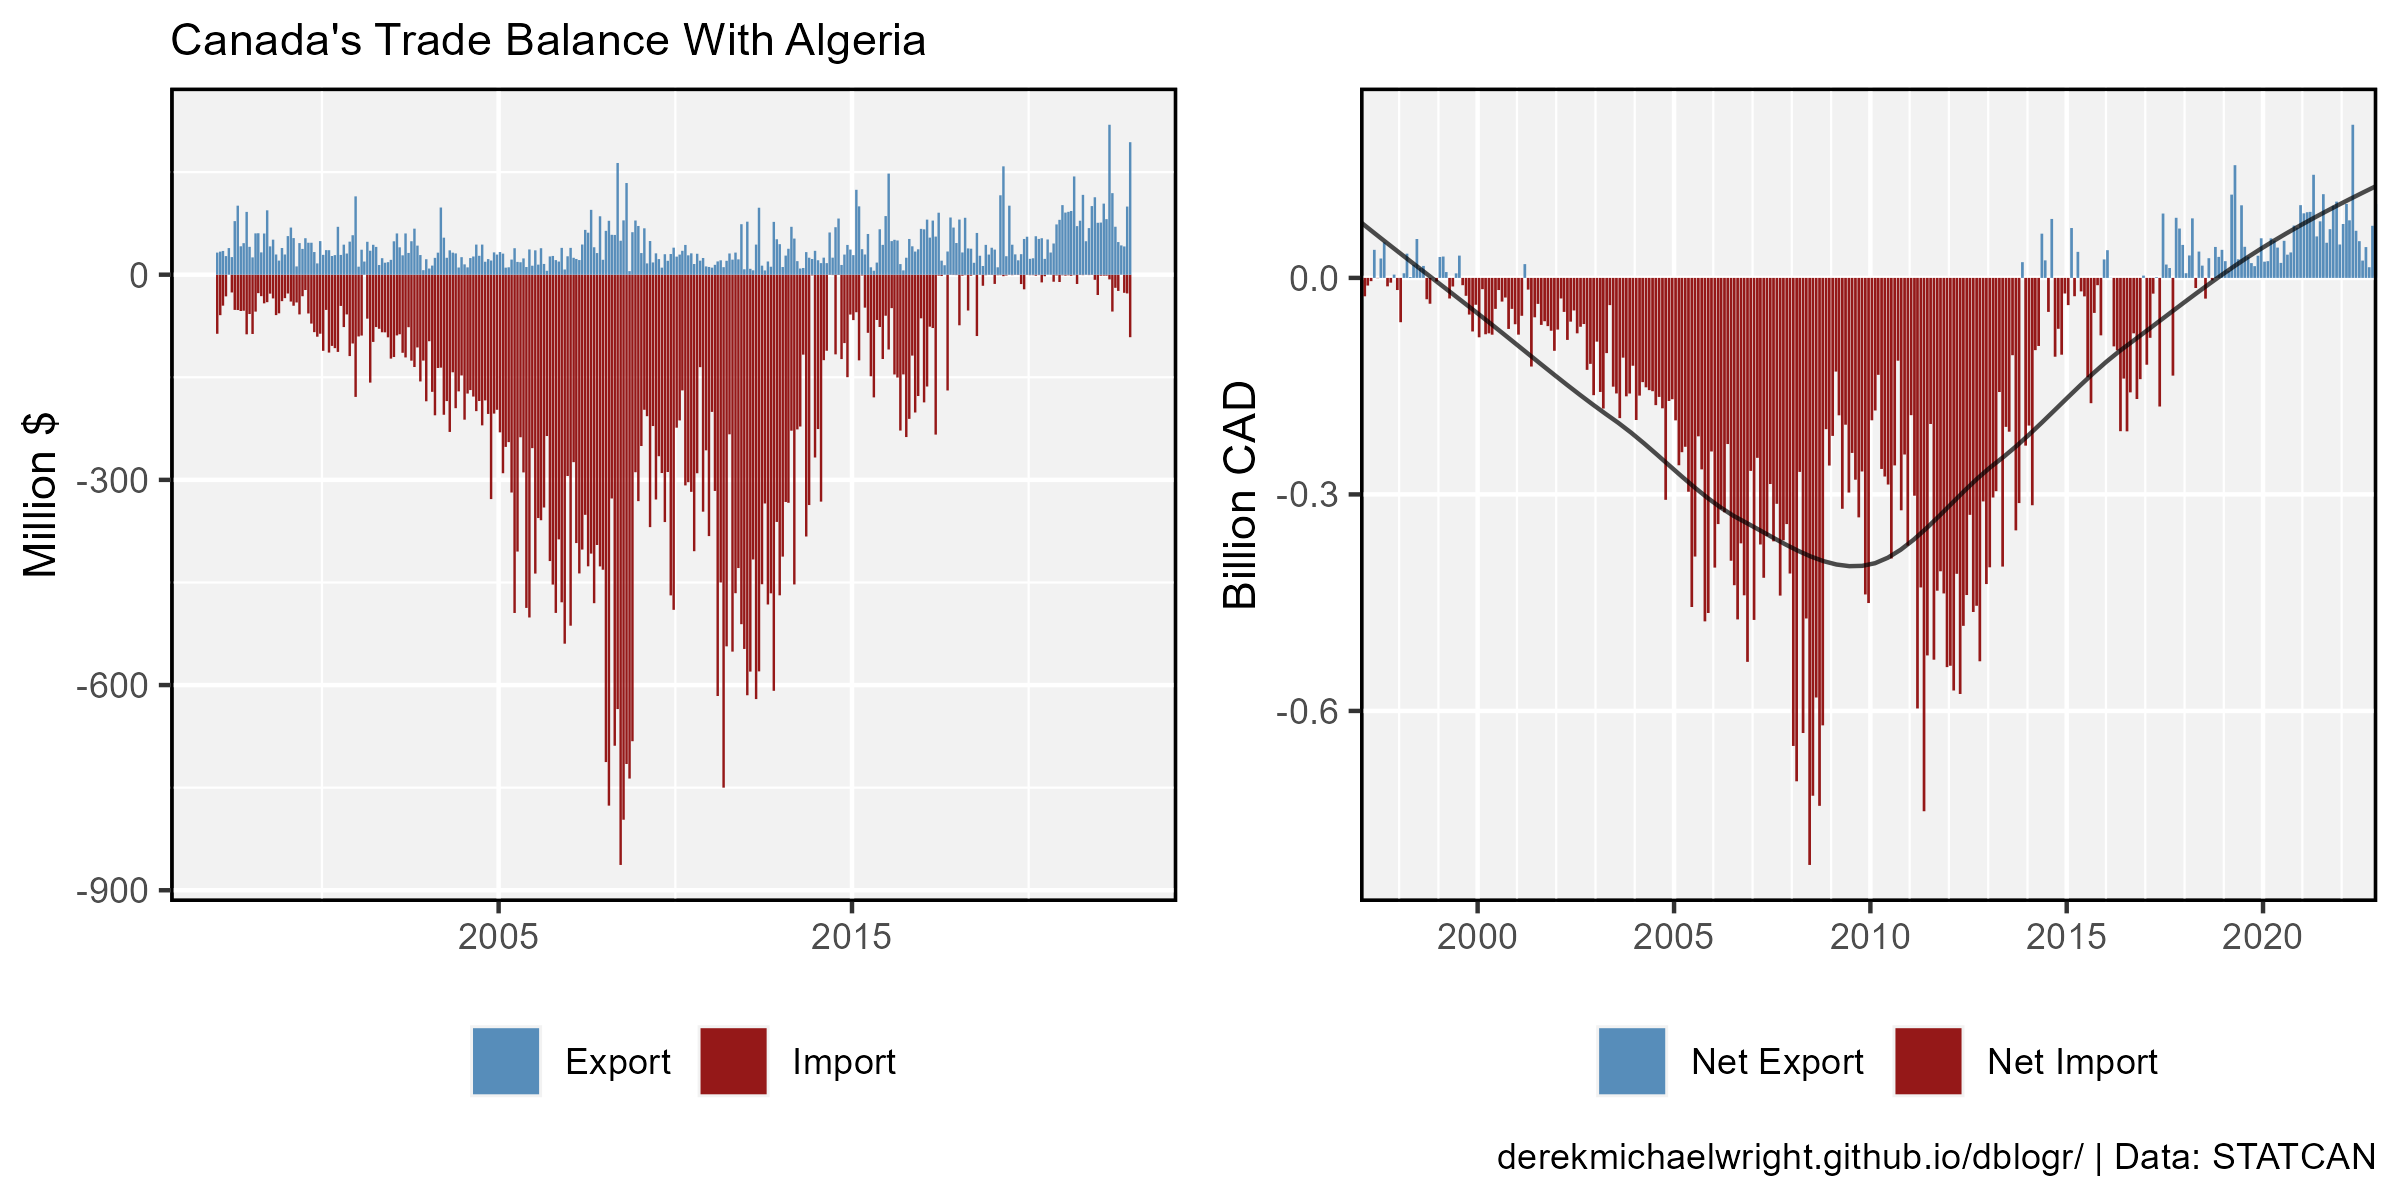 Canada's Trade Balance With Algeria
Million $
0
-300
-600
-900
2005
2015
Export
Import
Billion CAD
0.0
-0.3
-0.6
2000
2005
2010
2015
2020
Net Export
Net Import
derekmichaelwright.github.io/dblogr/ | Data: STATCAN